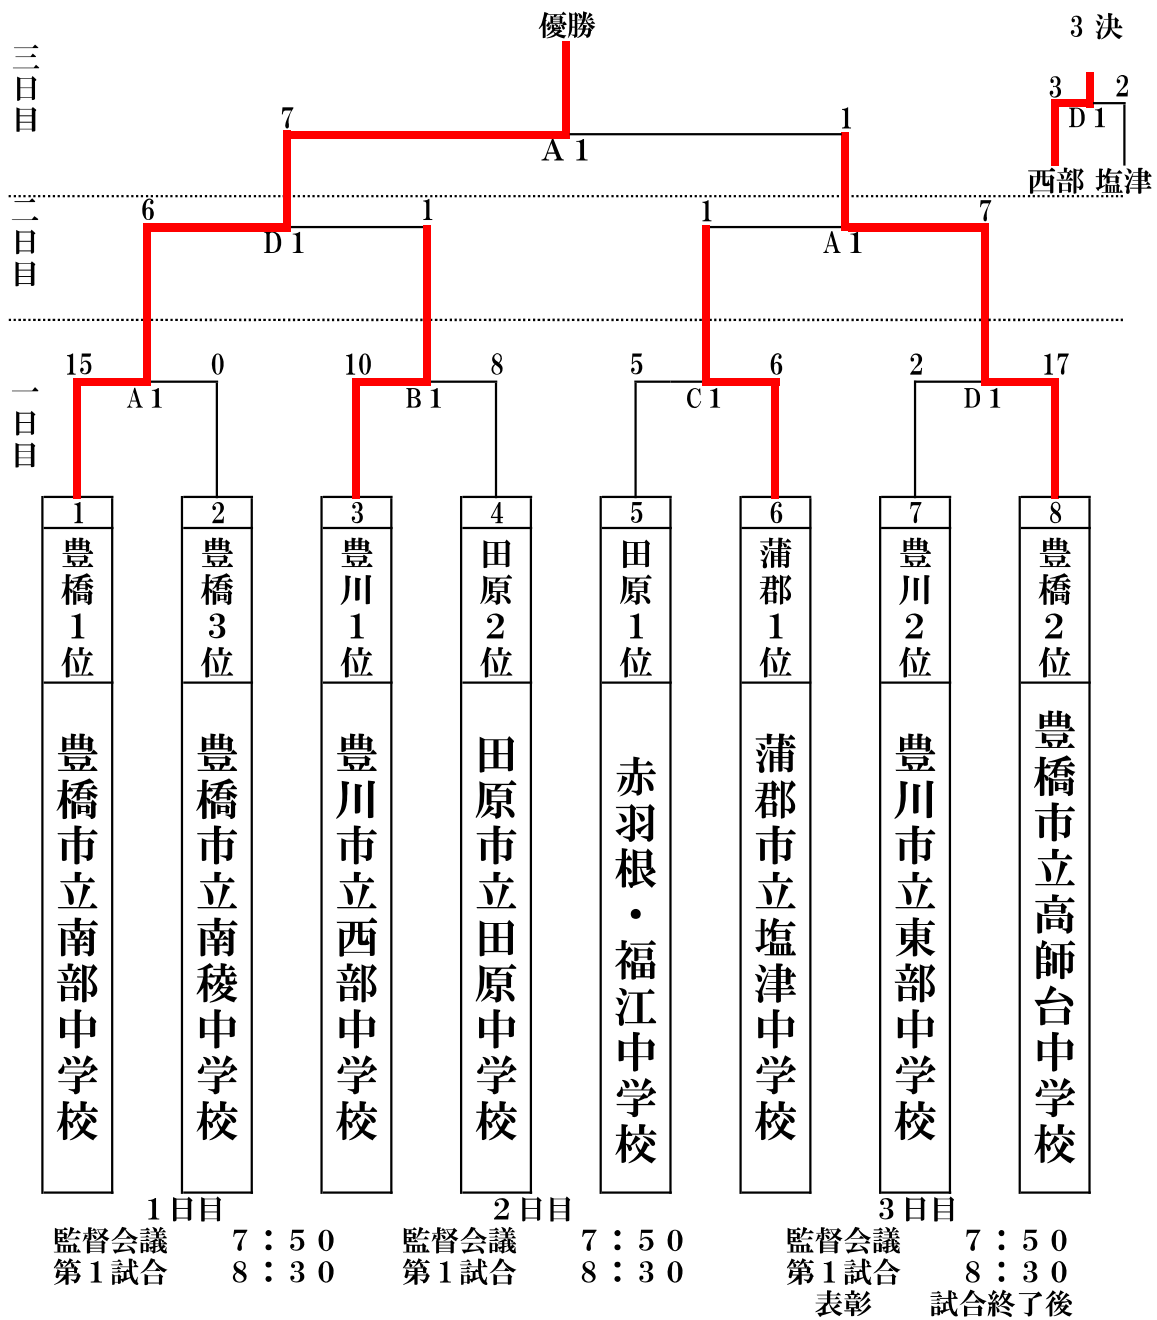 優勝
3 決
三日目
7
1
A 1
3
2
D 1
西部 塩津
二日目
6
1
1
7
D 1
A 1
一日目
15
0
10
8
5
6
2
17
A 1
B 1
C 1
D 1
1
2
3
4
5
6
7
8
豊橋1位
豊橋3位
豊川1位
田原2位
田原1位
蒲郡1位
豊川2位
豊橋2位
豊橋市立南部中学校
豊橋市立南稜中学校
豊川市立西部中学校
田原市立田原中学校
赤羽根・福江中学校
蒲郡市立塩津中学校
豊川市立東部中学校
豊橋市立高師台中学校
1日目
監督会議 7：50
第1試合 8：30
2日目
監督会議 7：50
第1試合 8：30
3日目
監督会議 7：50
第1試合 8：30
表彰 試合終了後